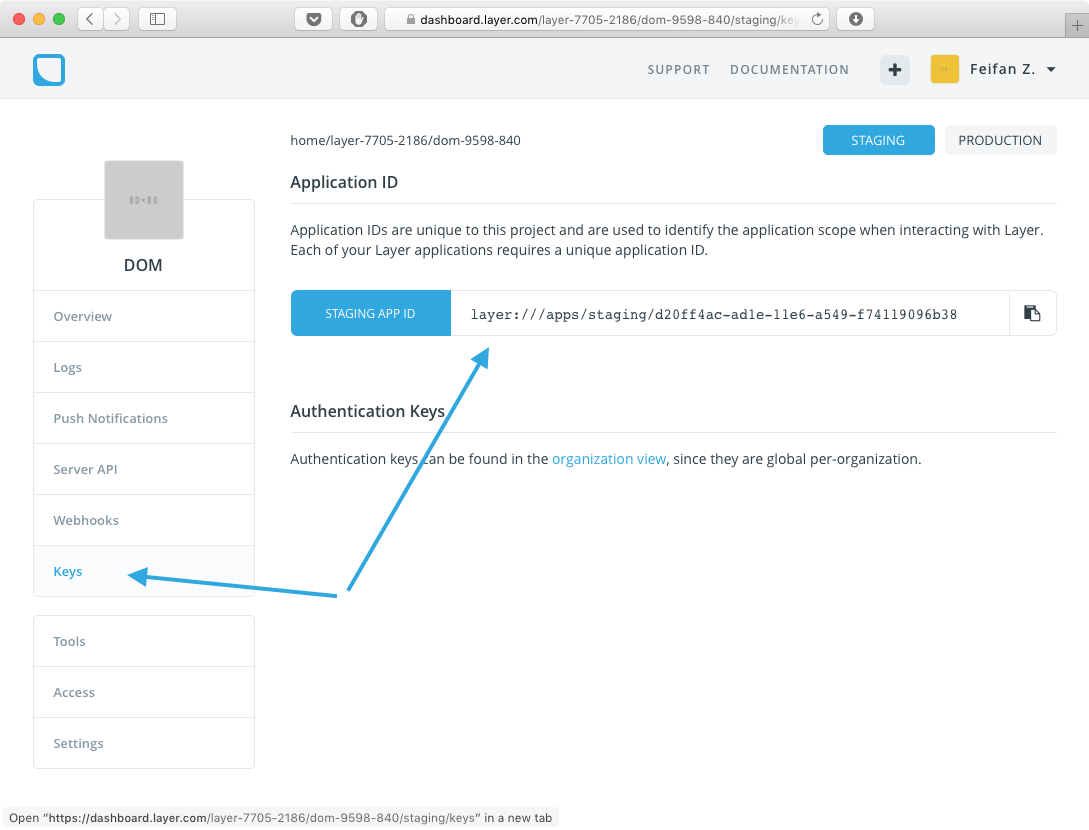 dashboard.layer.com/layer-7705-2186/dom-9598-840/staging/key
SUPPORT
DOCUMENTATION
Feifan Z.
home/layer-7705-2186/dom-9598-840
STAGING
PRODUCTION
Application ID
Application IDs are unique to this project and are used to identify the application scope when interacting with Layer.
Each of your Layer applications requires a unique application ID.
STAGING APP ID
layer:///apps/staging/d20ff4ac-ad1e-11e6-a549-f74119096b38
Authentication Keys
Authentication keys can be found in the organization view, since they are global per-organization.
DOM
Overview
Logs
Push Notifications
Server API
Webhooks
Keys
Tools
Access
Settings
Open “https://dashboard.layer.com/layer-7705-2186/dom-9598-840/staging/keys” in a new tab